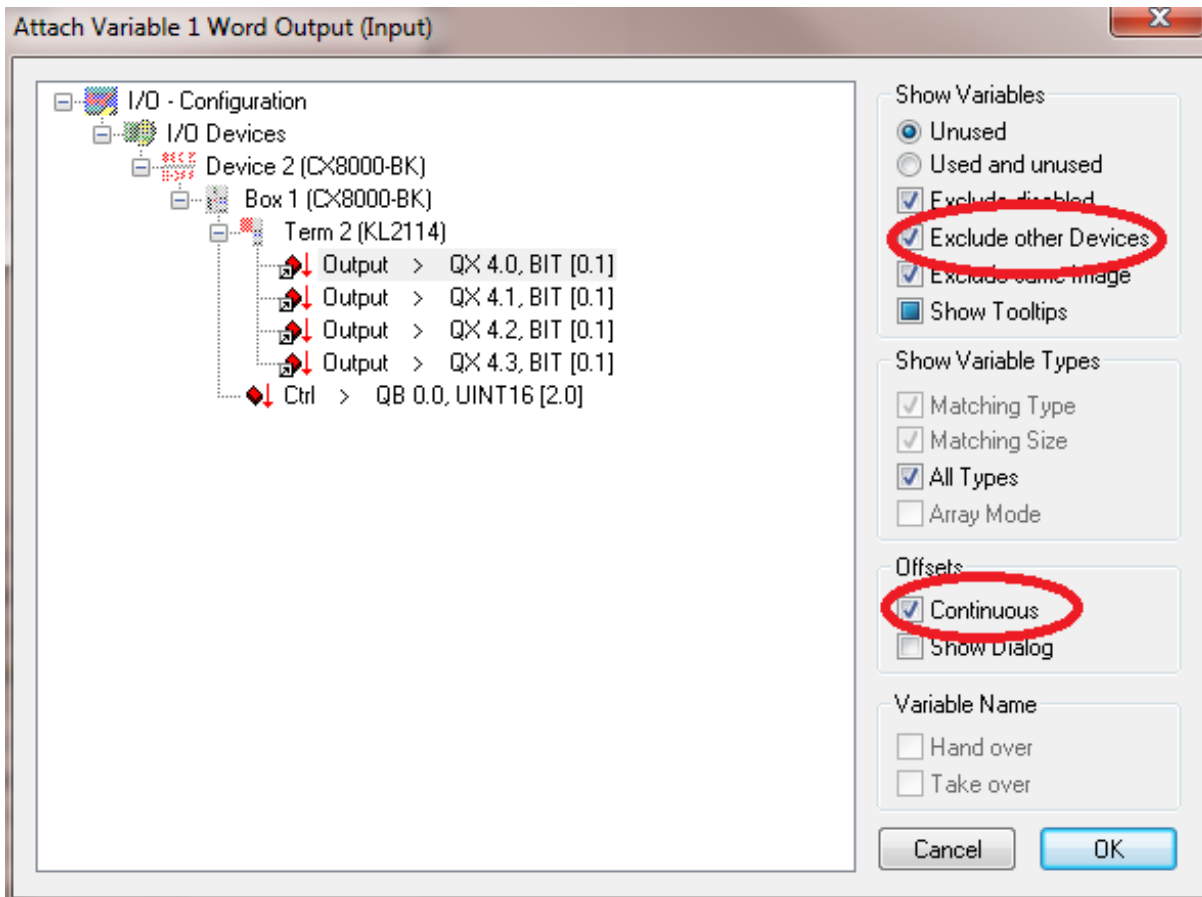 Attach Variable 1 Word Output (Input)
I/O - Configuration
I/O Devices
Device 2 (CX8000-BK)
Box 1 (CX8000-BK)
Term 2 (KL2114)
Output > QX 4.0, BIT [0.1]
Output > QX 4.1, BIT [0.1]
Output > QX 4.2, BIT [0.1]
Output > QX 4.3, BIT [0.1]
Ctrl > QB 0.0, UINT16 [2.0]
Show Variables
Unused
Used and unused
Exclude disabled
Exclude other Devices
Exclude same Image
Show Tooltips
Show Variable Types
Matching Type
Matching Size
All Types
Array Mode
Offsets
Continuous
Show Dialog
Variable Name
Hand over
Take over
Cancel OK